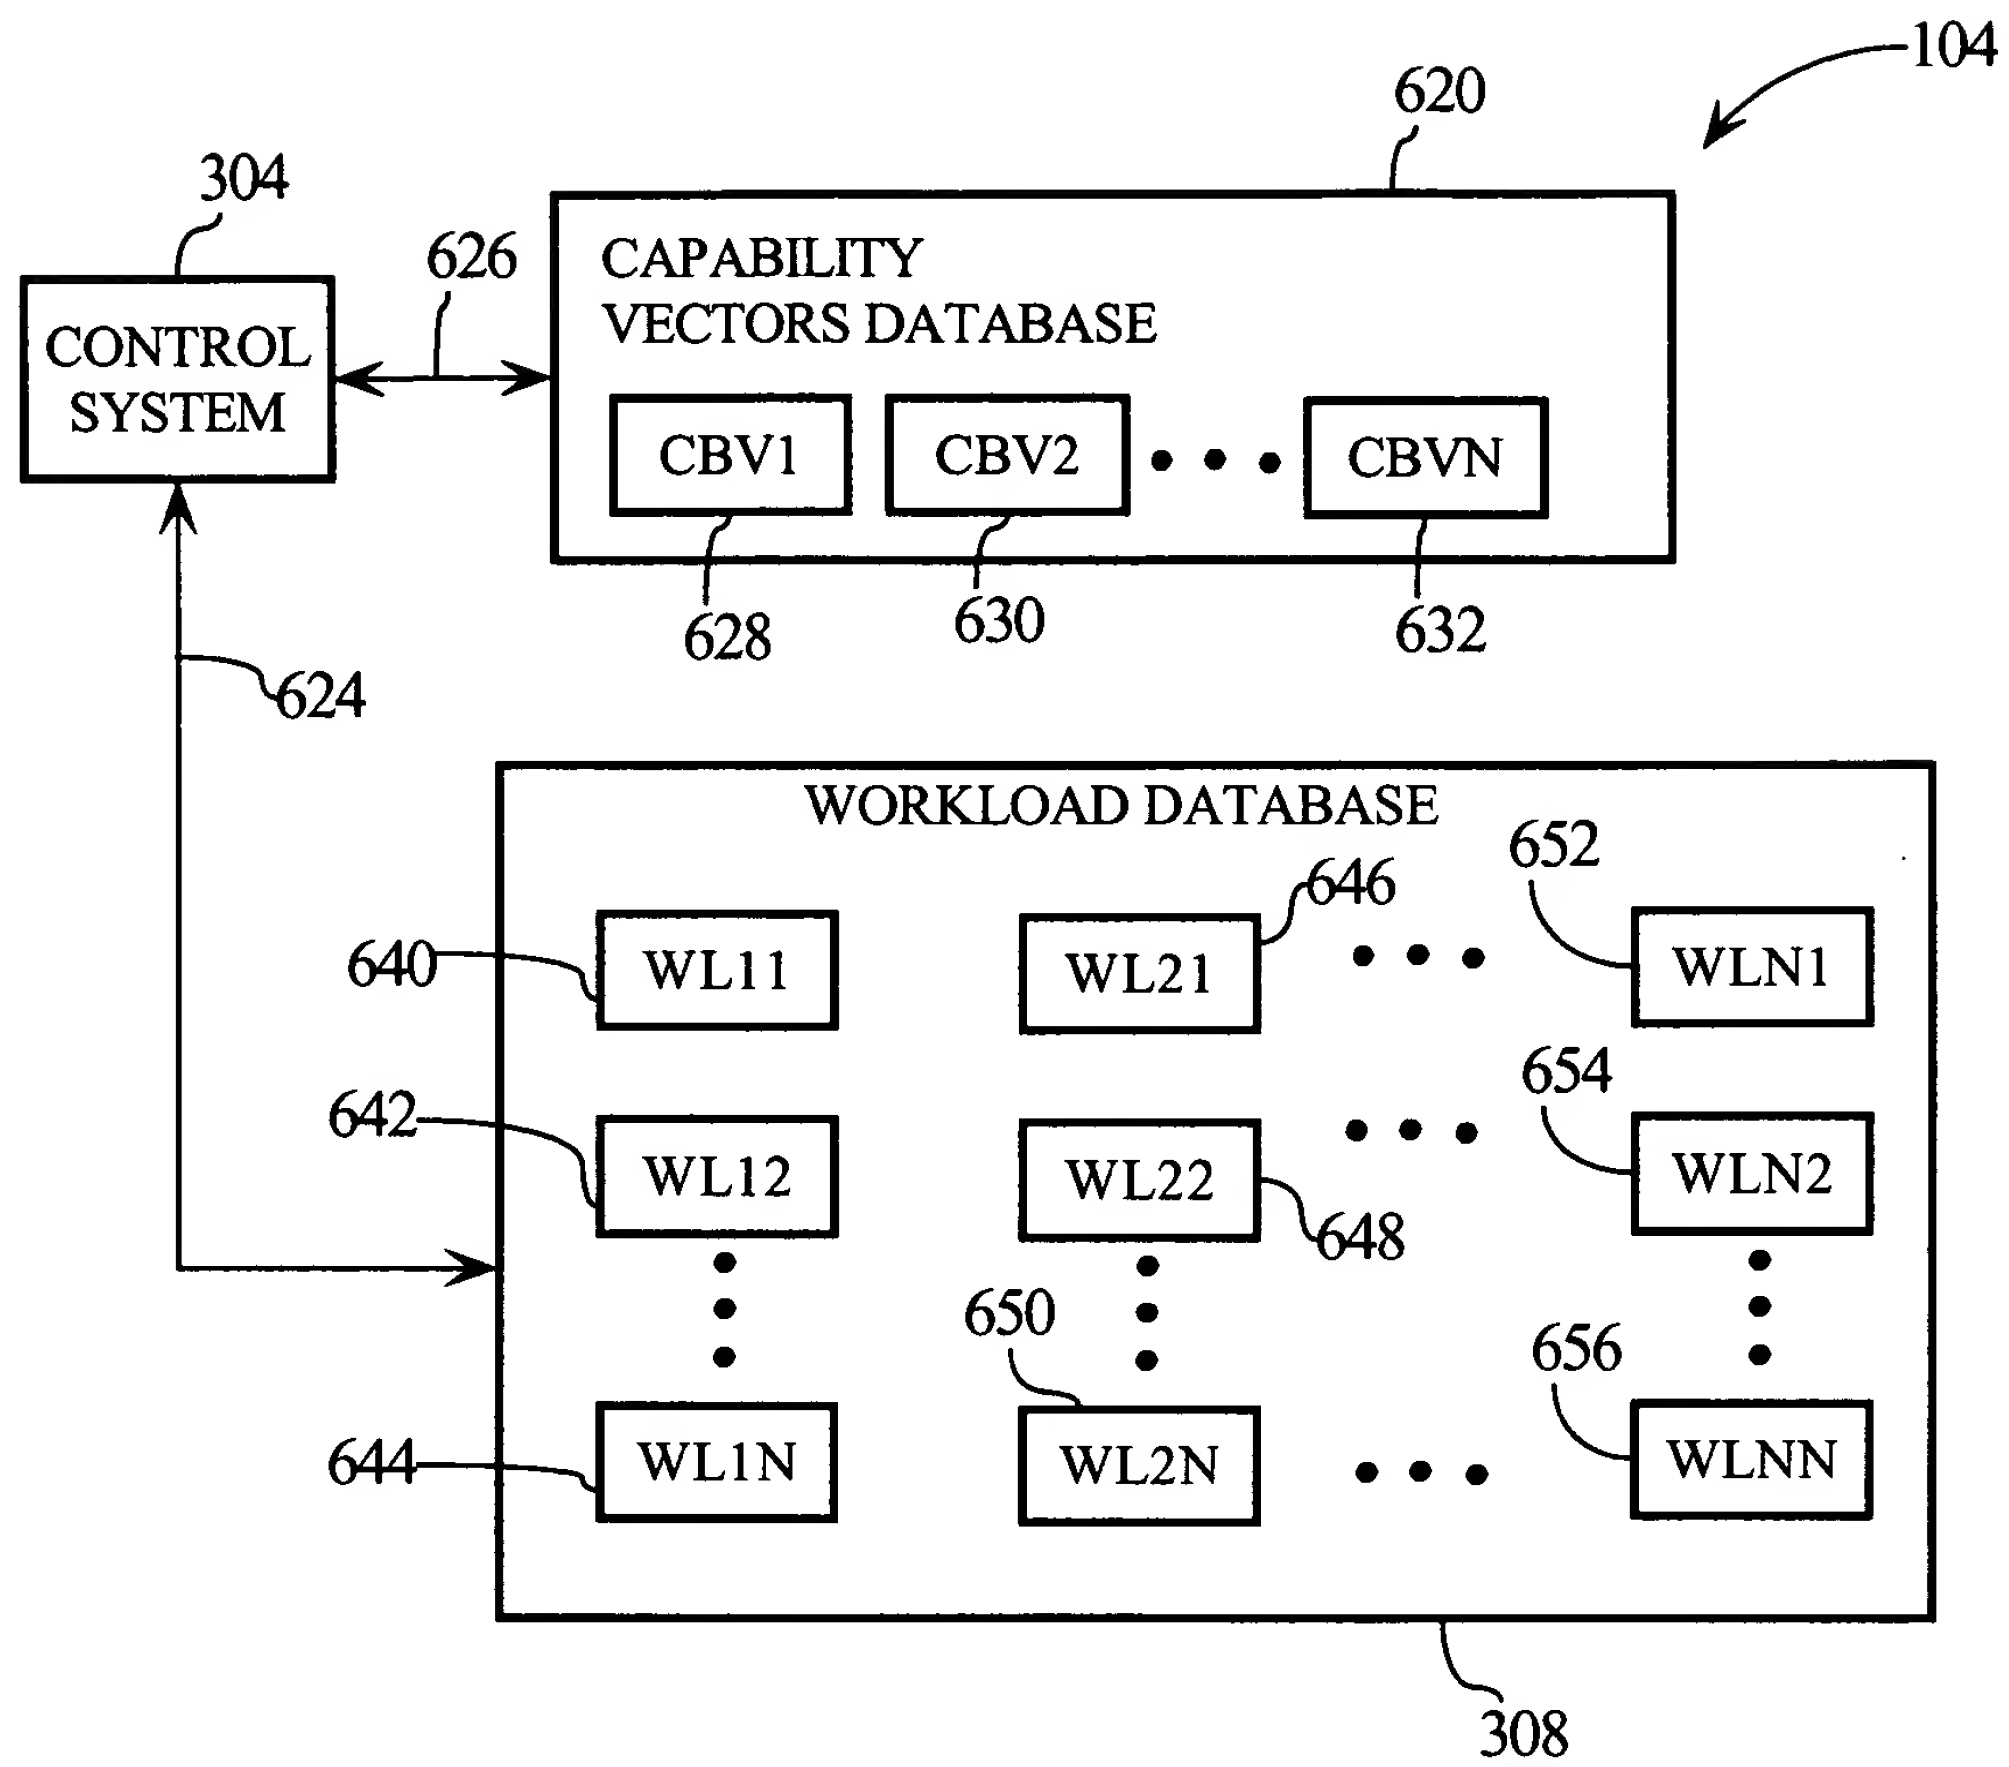 104
620
304
626
CAPABILITY
VECTORS DATABASE
CONTROL
SYSTEM
CBV1 CBV2 CBVN
628 630 632
624
WORKLOAD DATABASE
652
646
640 WL11 WL21 WLN1
654
642 WL12 WL22 WLN2
648
650
656
644 WL1N WL2N WLNN
308